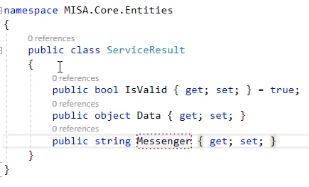 namespace MISA.Core.Entities
{
0 references
public class ServiceResult
{
0 references
public bool IsValid { get; set; } = true;
0 references
public object Data { get; set; }
0 references
public string Messenger { get; set; }
}
}